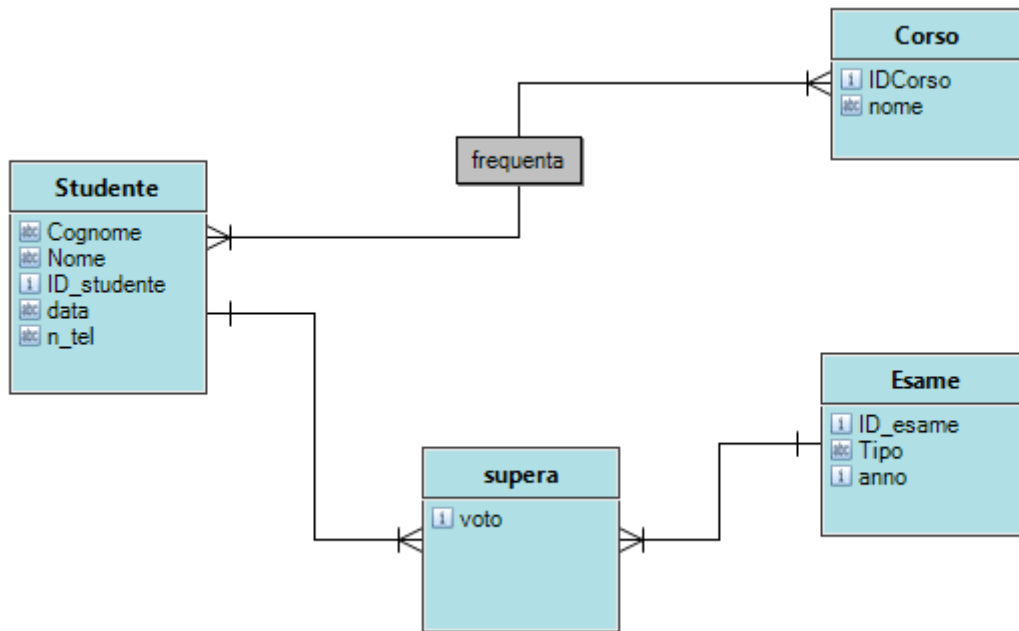 Corso
IDCorso
nome
frequenta
Studente
Cognome
Nome
ID_studente
data
n_tel
Esame
ID_esame
Tipo
anno
supera
voto